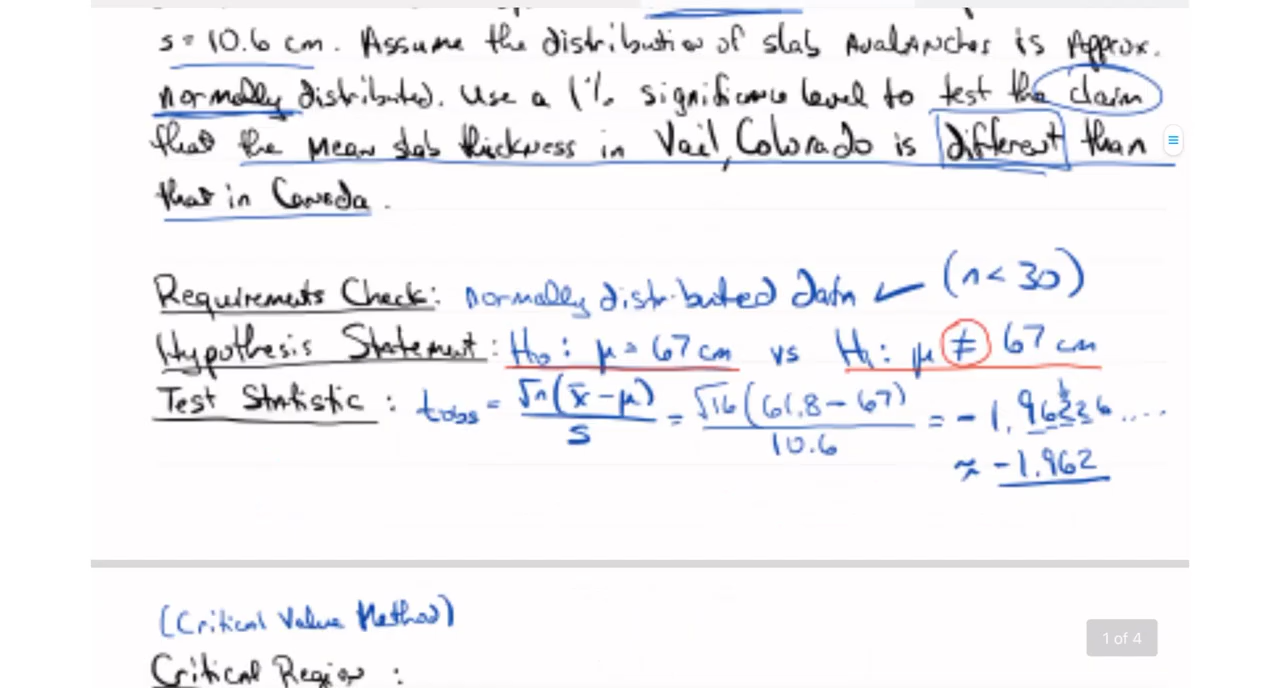 s = 10.6 cm. Assume the distribution of slab avalanches is Approx.
normally distributed. Use a 1% significance level to test the claim
that the mean slab thickness in Vail, Colorado is different than
that in Canada.
Requirements Check: normally distributed data ✓ (n < 30)
Hypothesis Statement: H₀: μ = 67 cm vs H₁: μ ≠ 67 cm
Test Statistic: tobs = √n(x̄ - μ)/s = √16(61.8 - 67)/10.6 = -1.96226....
≈ -1.962
(Critical Value Method)
1 of 4
Critical Region: